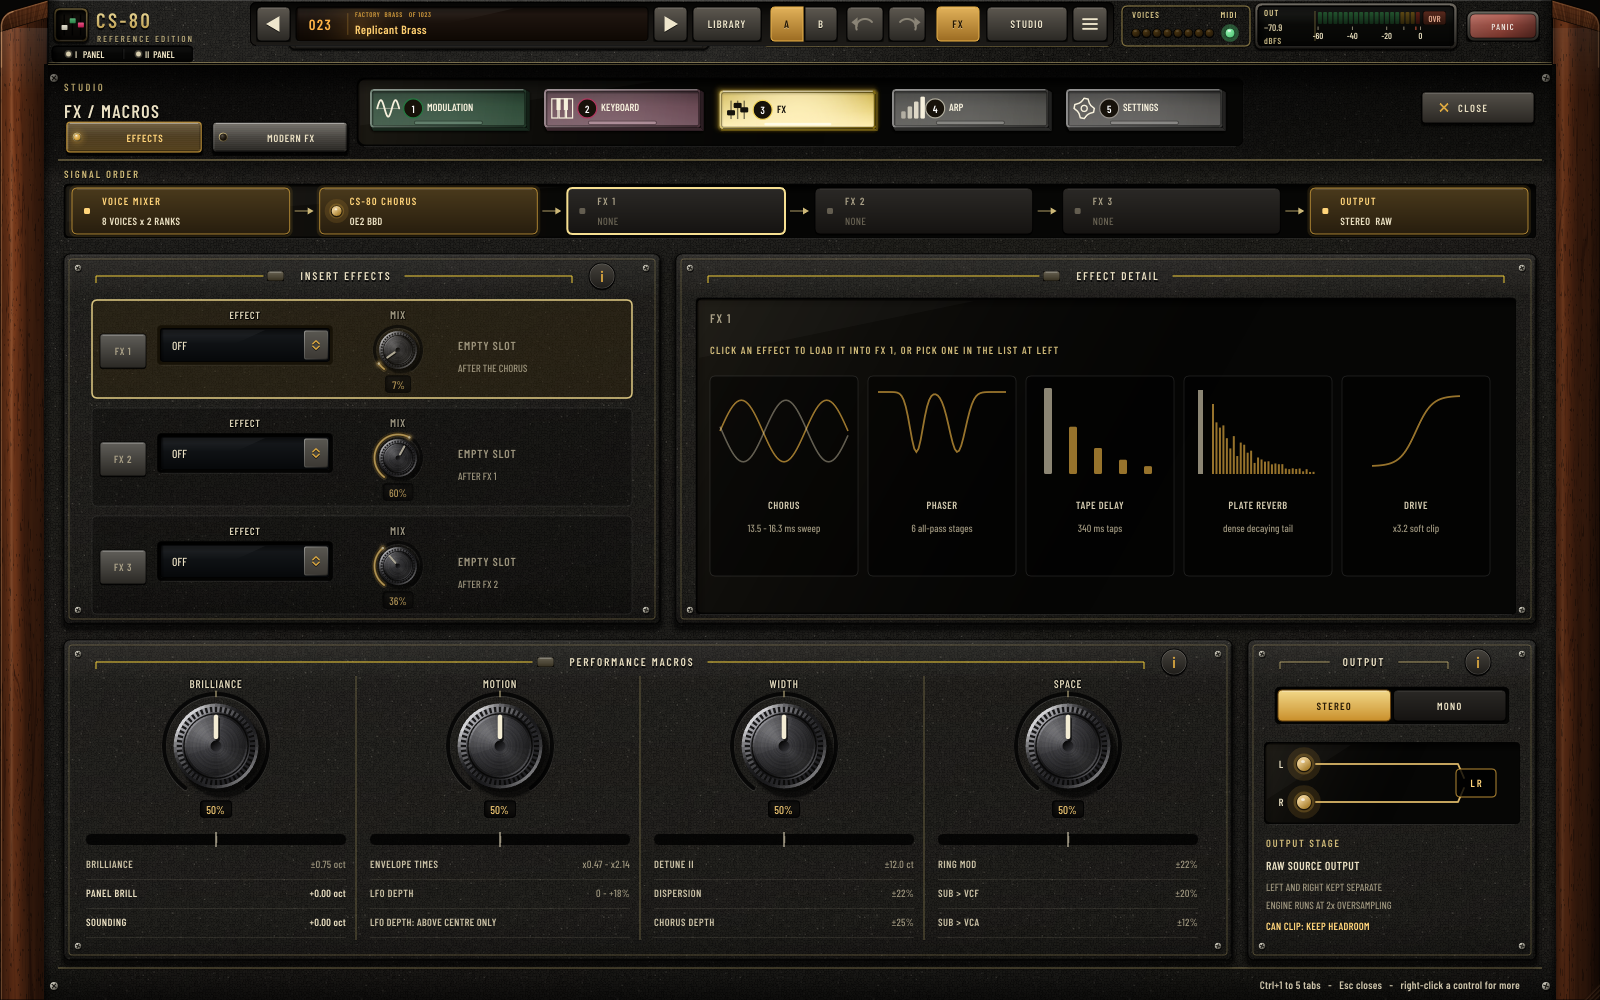 CS-80
REFERENCE EDITION
I PANEL
II PANEL
023
FACTORY BRASS OF 1023
Replicant Brass
LIBRARY
A
B
FX
STUDIO
VOICES
MIDI
OUT
-70.9
dBFS
-60 -40 -20 0
OVR
PANIC
STUDIO
FX / MACROS
EFFECTS
MODERN FX
1 MODULATION
2 KEYBOARD
3 FX
4 ARP
5 SETTINGS
CLOSE
SIGNAL ORDER
VOICE MIXER
8 VOICES x 2 RANKS
CS-80 CHORUS
OE2 BBD
FX 1
NONE
FX 2
NONE
FX 3
NONE
OUTPUT
STEREO RAW
INSERT EFFECTS
i
EFFECT
MIX
FX 1
OFF
7%
EMPTY SLOT
AFTER THE CHORUS
EFFECT
MIX
FX 2
OFF
60%
EMPTY SLOT
AFTER FX 1
EFFECT
MIX
FX 3
OFF
36%
EMPTY SLOT
AFTER FX 2
EFFECT DETAIL
FX 1
CLICK AN EFFECT TO LOAD IT INTO FX 1, OR PICK ONE IN THE LIST AT LEFT
CHORUS
13.5 - 16.3 ms sweep
PHASER
6 all-pass stages
TAPE DELAY
340 ms taps
PLATE REVERB
dense decaying tail
DRIVE
x3.2 soft clip
PERFORMANCE MACROS
i
BRILLIANCE
50%
BRILLIANCE ±0.75 oct
PANEL BRILL +0.00 oct
SOUNDING +0.00 oct
MOTION
50%
ENVELOPE TIMES x0.47 - x2.14
LFO DEPTH 0 - +18%
LFO DEPTH: ABOVE CENTRE ONLY
WIDTH
50%
DETUNE II ±12.0 ct
DISPERSION ±22%
CHORUS DEPTH ±25%
SPACE
50%
RING MOD ±22%
SUB > VCF ±20%
SUB > VCA ±12%
OUTPUT
i
STEREO
MONO
L
R
LR
OUTPUT STAGE
RAW SOURCE OUTPUT
LEFT AND RIGHT KEPT SEPARATE
ENGINE RUNS AT 2x OVERSAMPLING
CAN CLIP: KEEP HEADROOM
Ctrl+1 to 5 tabs - Esc closes - right-click a control for more